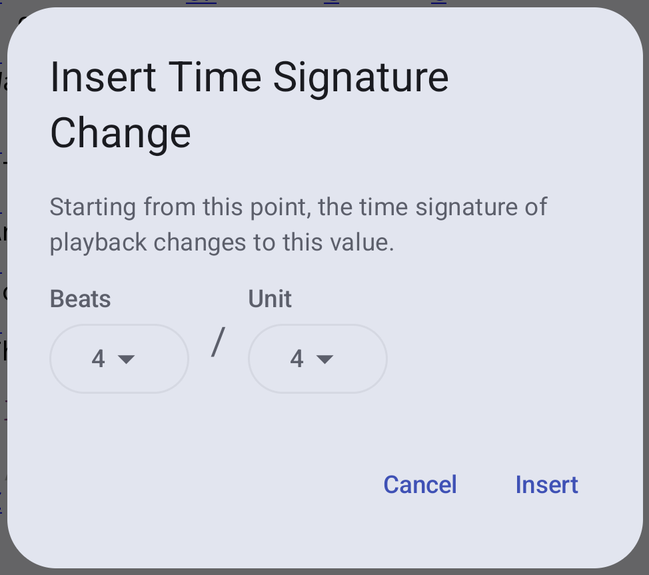 Insert Time Signature
Change
Starting from this point, the time signature of
playback changes to this value.
Beats Unit
4 / 4
Cancel Insert